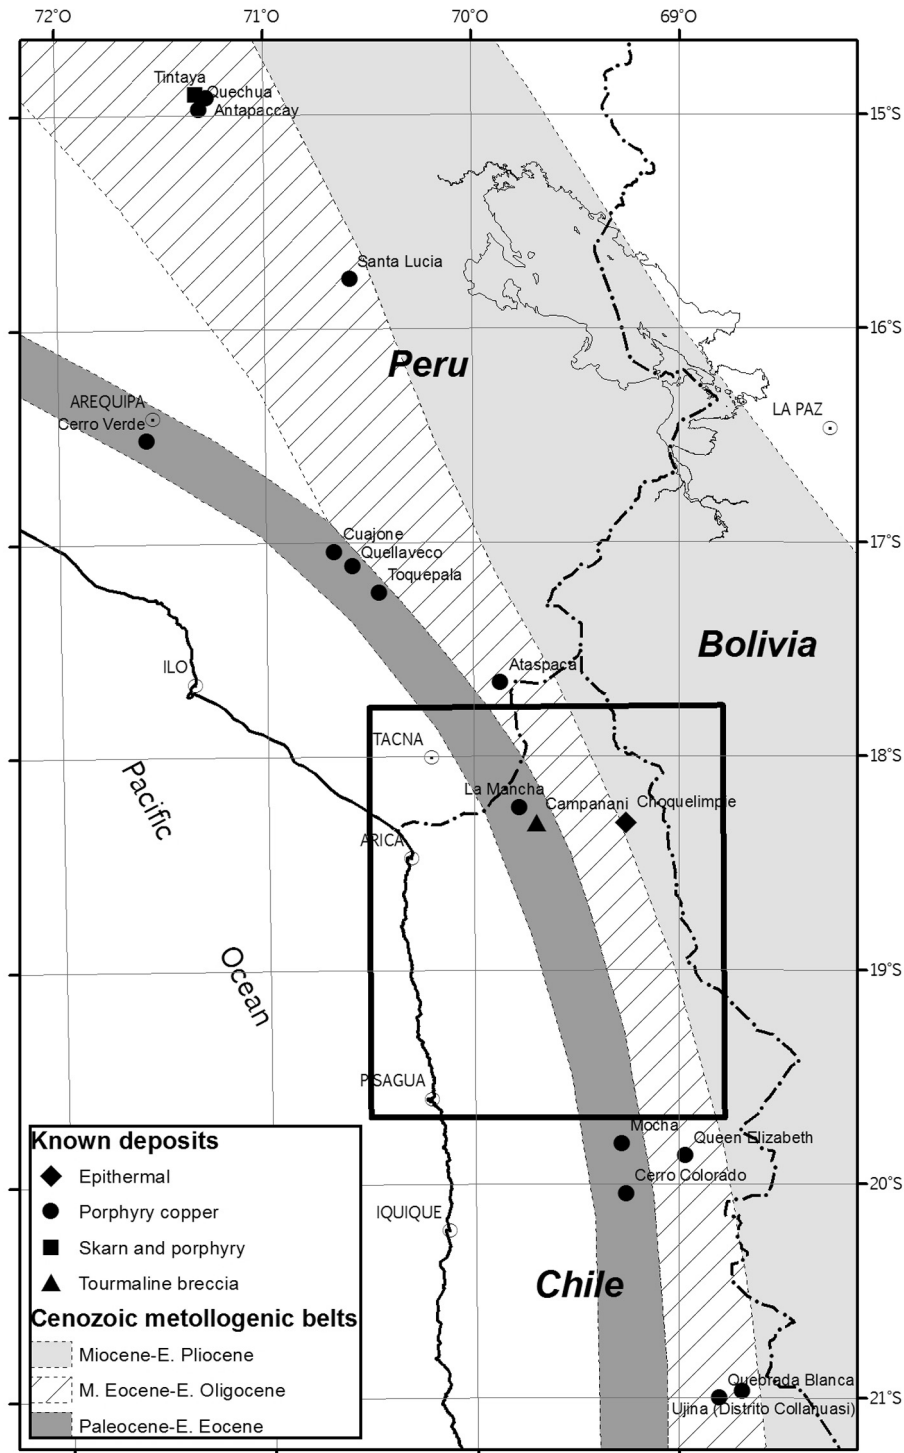 72°O 71°O 70°O 69°O
Tintaya
Quechua
Antapaccay
15°S
Santa Lucia
16°S
Peru
AREQUIPA
Cerro Verde
LA PAZ
Cuajone
Quellaveco
Toquepala
17°S
Bolivia
ILO
Ataspaca
TACNA
18°S
Pacific
La Mancha
Campanani
Choquelimpie
ARICA
Ocean
19°S
PISAGUA
Known deposits
Epithermal
Porphyry copper
Skarn and porphyry
Tourmaline breccia
Cenozoic metollogenic belts
Miocene-E. Pliocene
M. Eocene-E. Oligocene
Paleocene-E. Eocene
Mocha
Queen Elizabeth
Cerro Colorado
20°S
IQUIQUE
Chile
Quebrada Blanca
Ujina (Distrito Collahuasi)
21°S